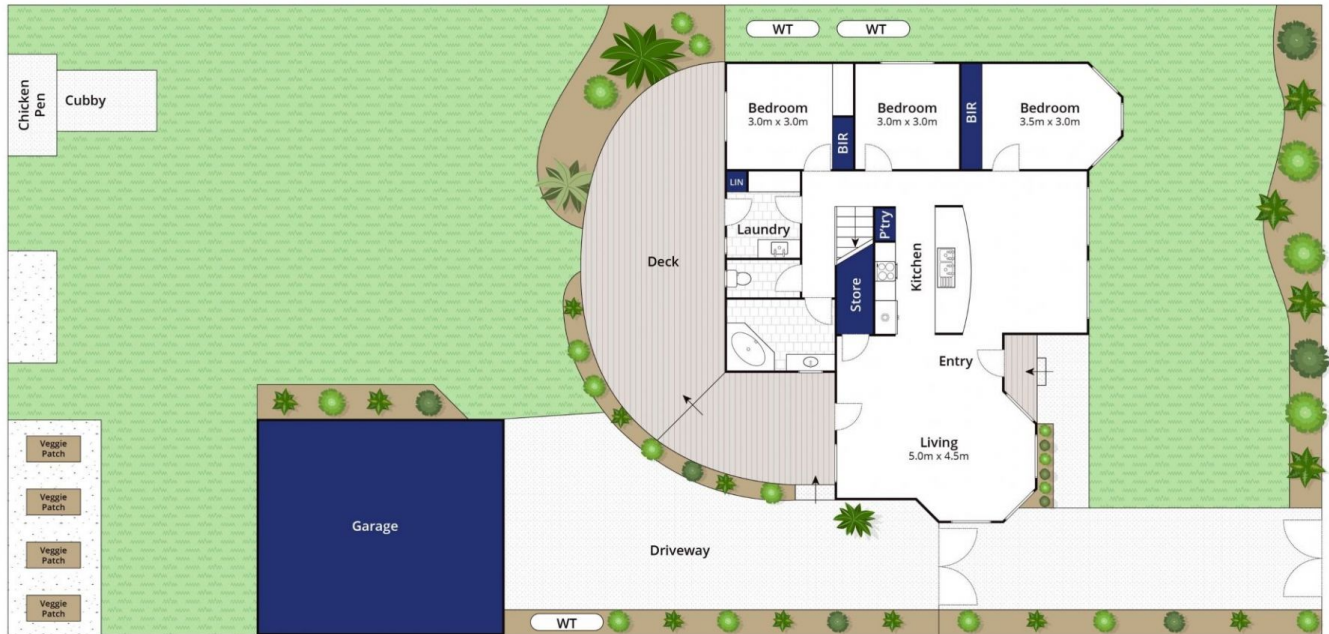 WT
WT
Chicken
Pen
Cubby
Bedroom
3.0m x 3.0m
BIR
Bedroom
3.0m x 3.0m
BIR
Bedroom
3.5m x 3.0m
LIN
Laundry
P'try
Kitchen
Store
Deck
Entry
Living
5.0m x 4.5m
Veggie
Patch
Veggie
Patch
Veggie
Patch
Veggie
Patch
Garage
Driveway
WT